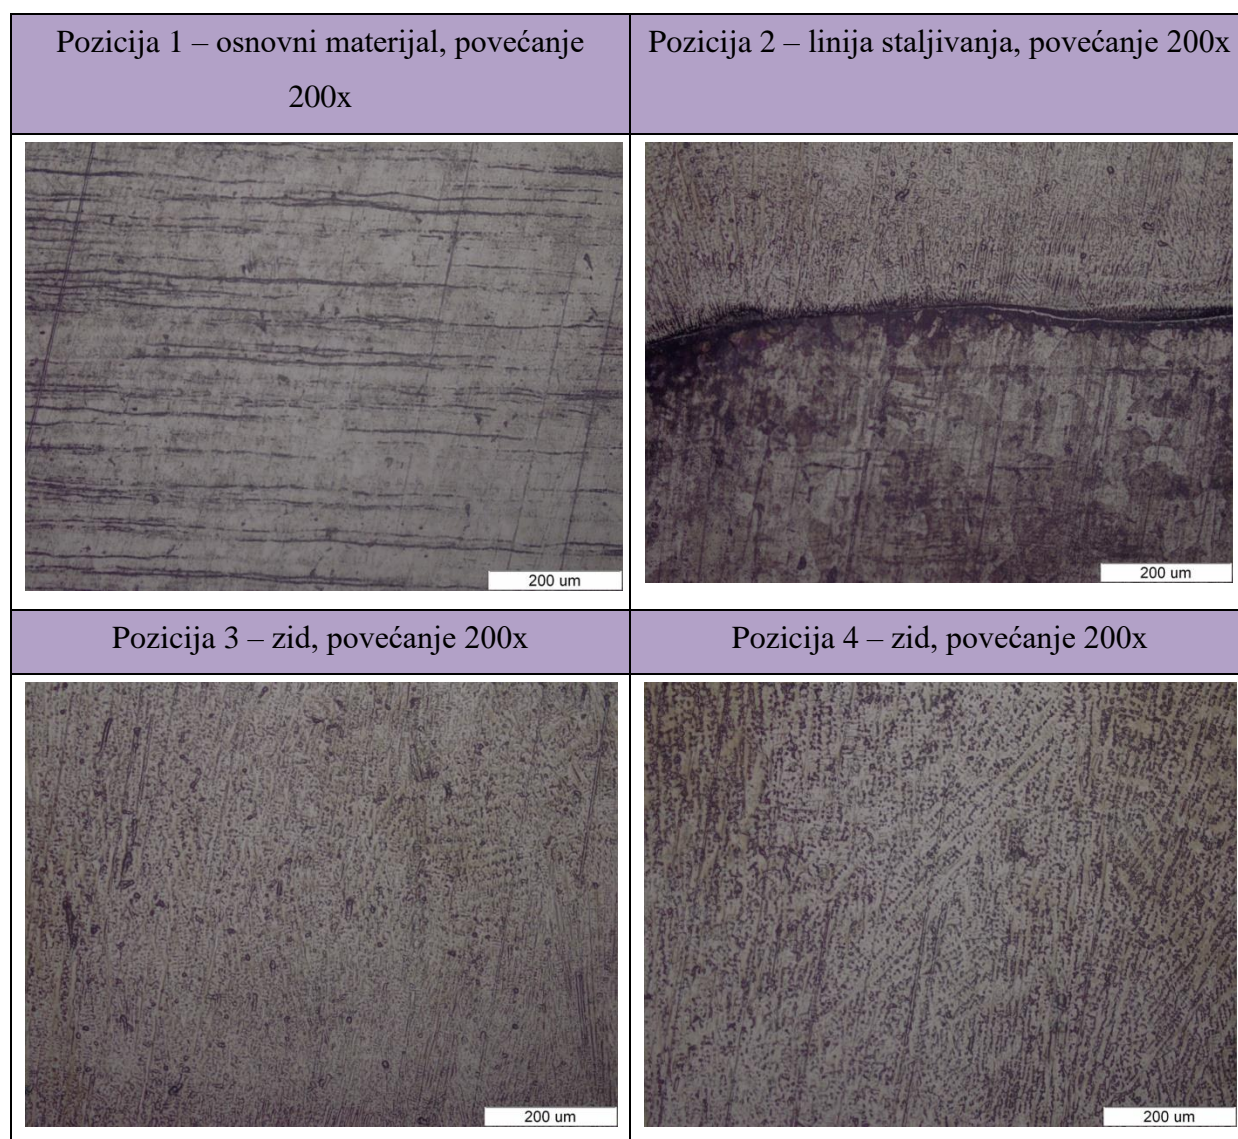 Pozicija 1 – osnovni materijal, povećanje
200x
Pozicija 2 – linija staljivanja, povećanje 200x
200 um
200 um
Pozicija 3 – zid, povećanje 200x
Pozicija 4 – zid, povećanje 200x
200 um
200 um